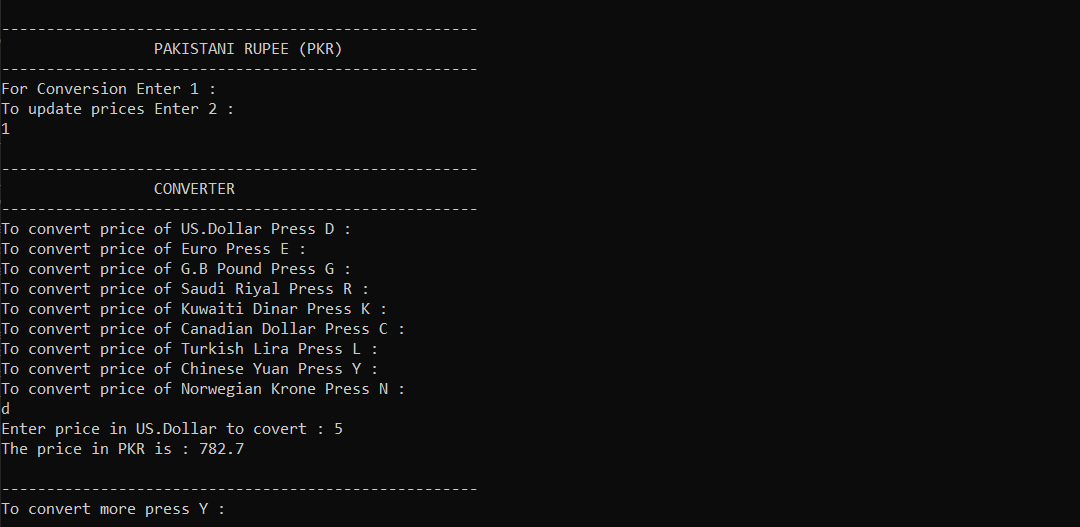 -----------------------------------------------------
PAKISTANI RUPEE (PKR)
-----------------------------------------------------
For Conversion Enter 1 :
To update prices Enter 2 :
1
-----------------------------------------------------
CONVERTER
-----------------------------------------------------
To convert price of US.Dollar Press D :
To convert price of Euro Press E :
To convert price of G.B Pound Press G :
To convert price of Saudi Riyal Press R :
To convert price of Kuwaiti Dinar Press K :
To convert price of Canadian Dollar Press C :
To convert price of Turkish Lira Press L :
To convert price of Chinese Yuan Press Y :
To convert price of Norwegian Krone Press N :
d
Enter price in US.Dollar to covert : 5
The price in PKR is : 782.7
-----------------------------------------------------
To convert more press Y :